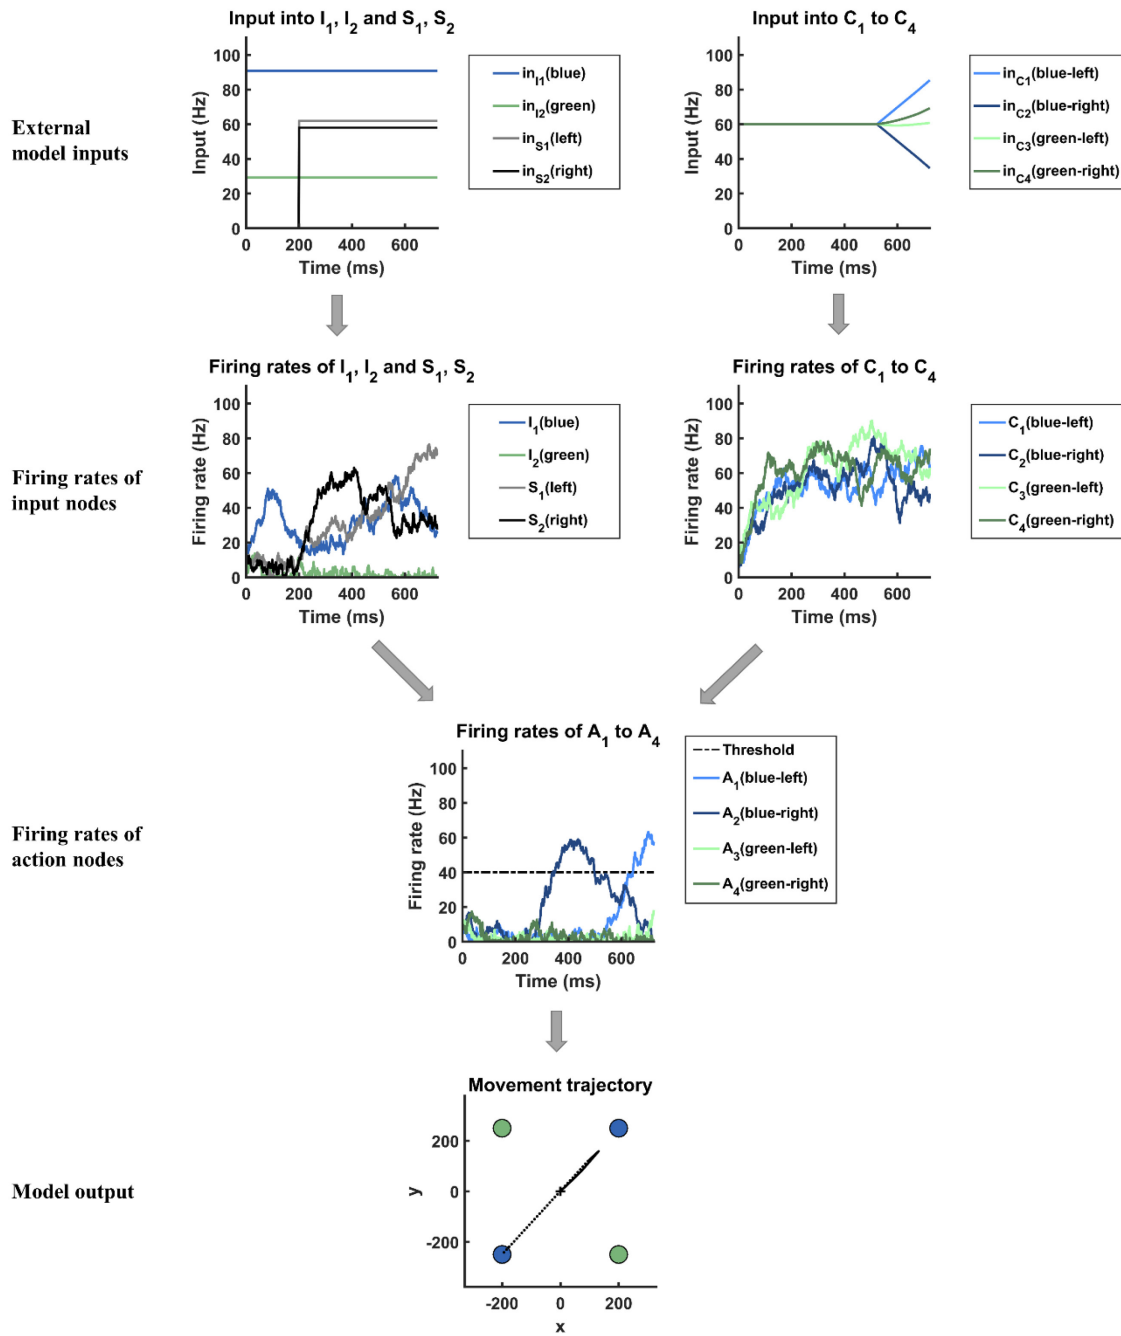 Input into I1, I2 and S1, S2
Input into C1 to C4
External
model inputs
Input (Hz)
100
80
60
40
20
0
0 200 400 600
Time (ms)
inI1(blue)
inI2(green)
inS1(left)
inS2(right)
Input (Hz)
100
80
60
40
20
0
0 200 400 600
Time (ms)
inC1(blue-left)
inC2(blue-right)
inC3(green-left)
inC4(green-right)
Firing rates of I1, I2 and S1, S2
Firing rates of C1 to C4
Firing rates of
input nodes
Firing rate (Hz)
100
80
60
40
20
0
0 200 400 600
Time (ms)
I1(blue)
I2(green)
S1(left)
S2(right)
Firing rate (Hz)
100
80
60
40
20
0
0 200 400 600
Time (ms)
C1(blue-left)
C2(blue-right)
C3(green-left)
C4(green-right)
Firing rates of A1 to A4
Firing rates of
action nodes
Firing rate (Hz)
100
80
60
40
20
0
0 200 400 600
Time (ms)
Threshold
A1(blue-left)
A2(blue-right)
A3(green-left)
A4(green-right)
Movement trajectory
Model output
y
200
0
-200
-200 0 200
x